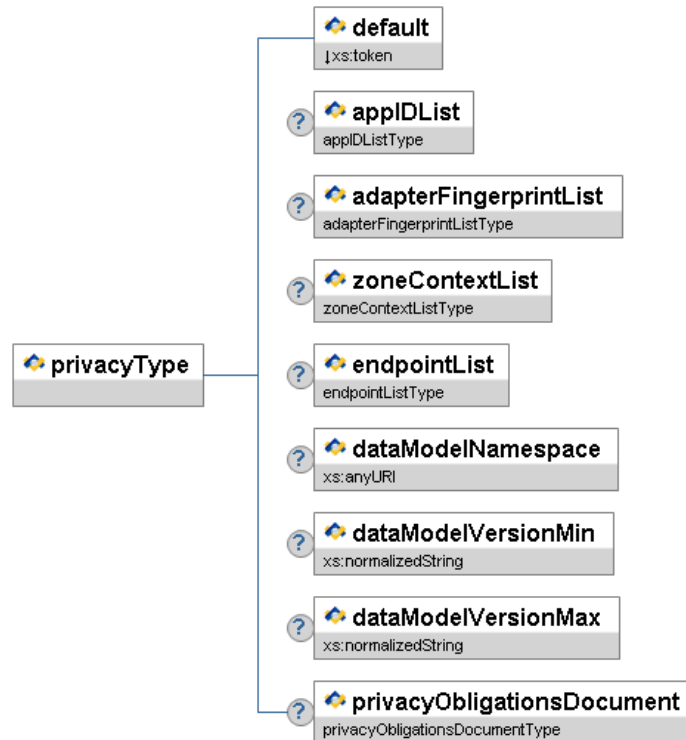 default
↓xs:token
?
appIDList
appIDListType
?
adapterFingerprintList
adapterFingerprintListType
?
zoneContextList
zoneContextListType
privacyType
?
endpointList
endpointListType
?
dataModelNamespace
xs:anyURI
?
dataModelVersionMin
xs:normalizedString
?
dataModelVersionMax
xs:normalizedString
?
privacyObligationsDocument
privacyObligationsDocumentType